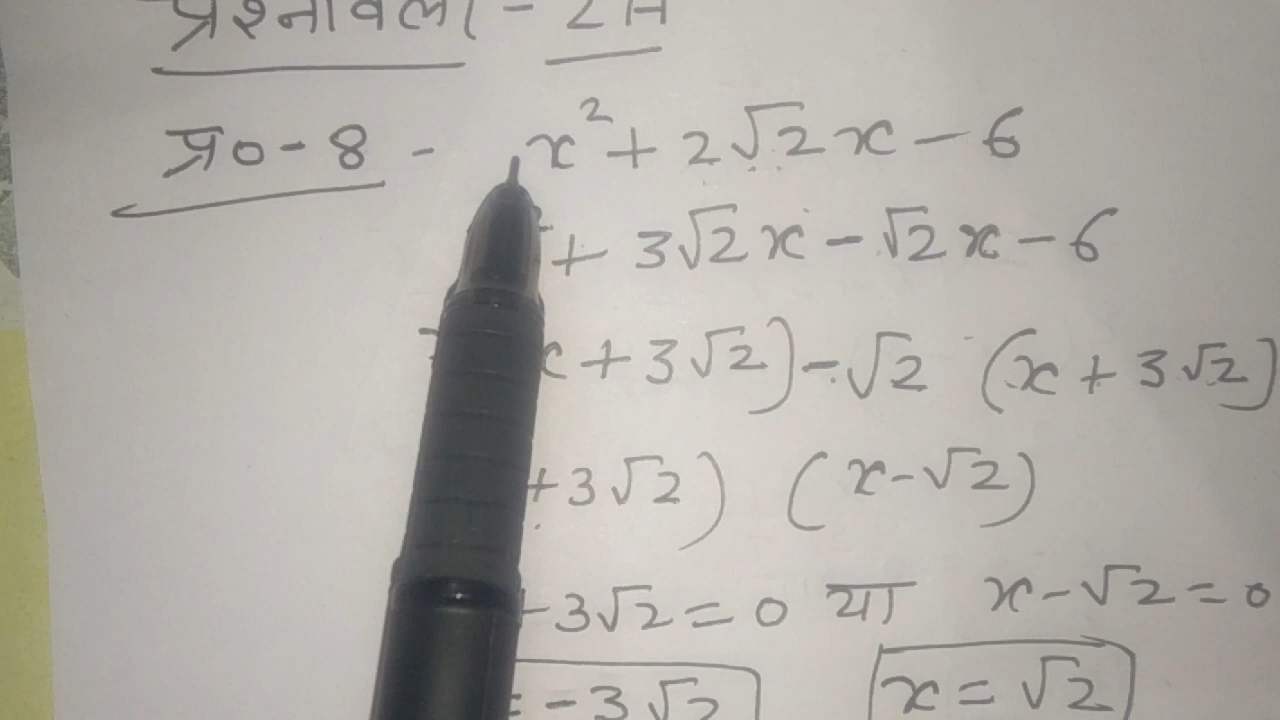 प्रश्नावली - 2A
प्र०-8 - x² + 2√2x - 6
+ 3√2x - √2x - 6
x + 3√2) - √2 (x + 3√2)
+ 3√2) (x - √2)
+ 3√2 = 0 या x - √2 = 0
= -3√2 x = √2